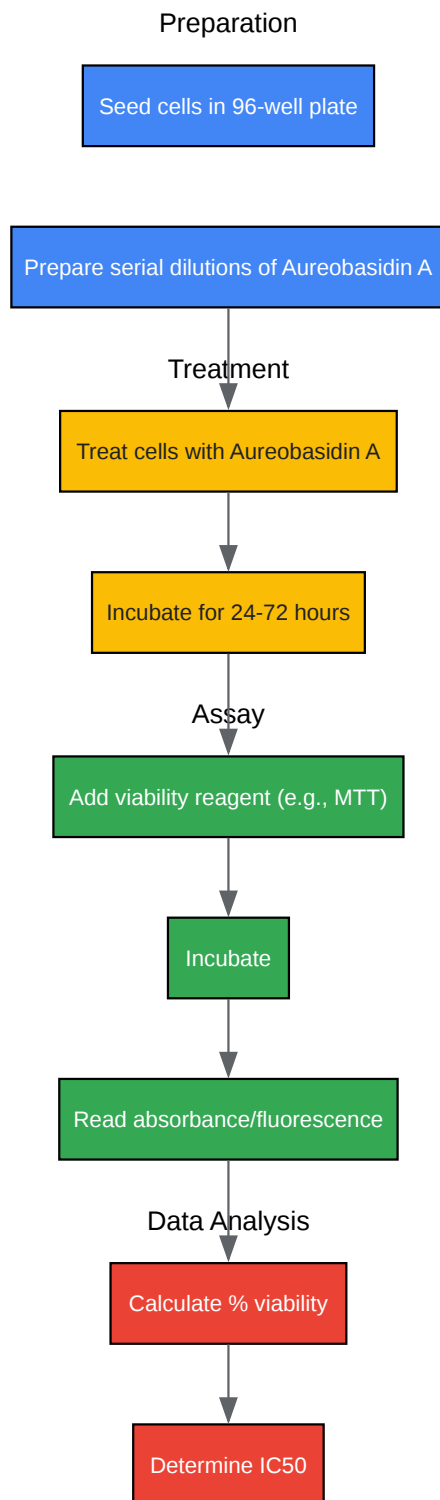 Preparation
Seed cells in 96-well plate
Prepare serial dilutions of Aureobasidin A
Treatment
Treat cells with Aureobasidin A
Incubate for 24-72 hours
Assay
Add viability reagent (e.g., MTT)
Incubate
Read absorbance/fluorescence
Data Analysis
Calculate % viability
Determine IC50